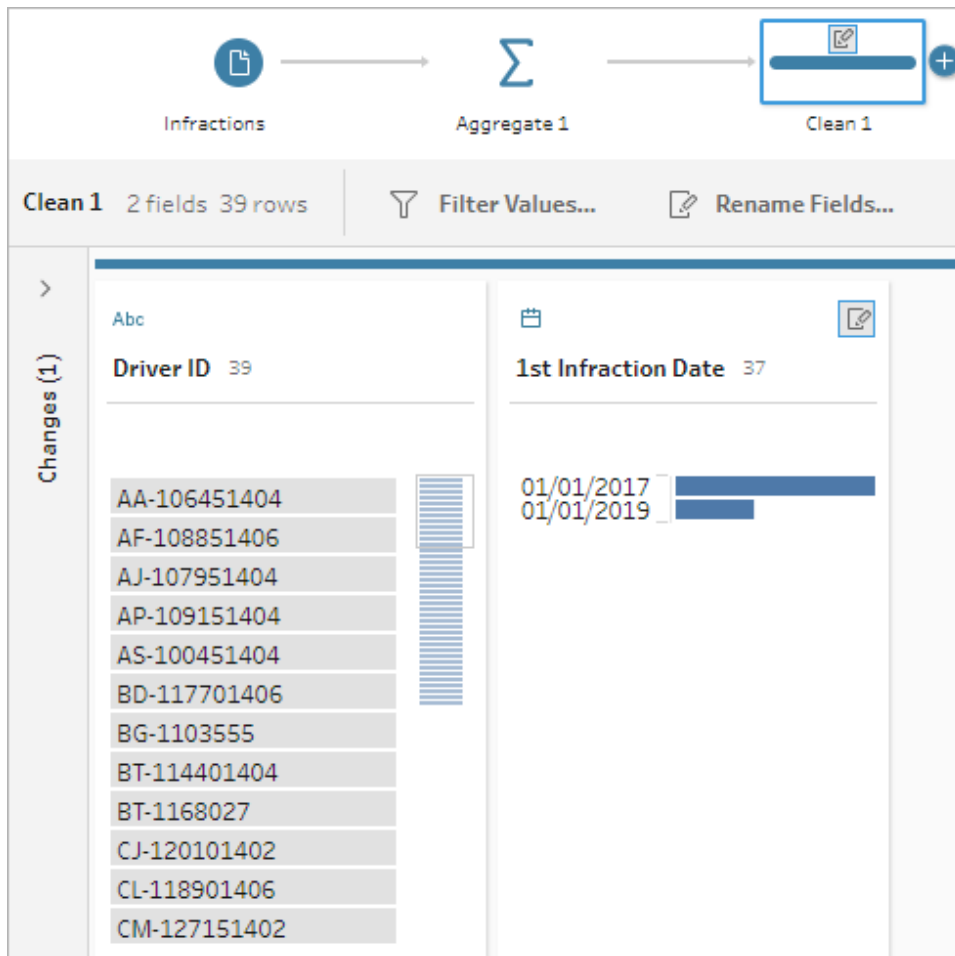 Infractions
Aggregate 1
Clean 1
Clean 1 2 fields 39 rows Filter Values... Rename Fields...
Changes (1)
Abc
Driver ID 39
AA-106451404
AF-108851406
AJ-107951404
AP-109151404
AS-100451404
BD-117701406
BG-1103555
BT-114401404
BT-1168027
CJ-120101402
CL-118901406
CM-127151402
1st Infraction Date 37
01/01/2017
01/01/2019